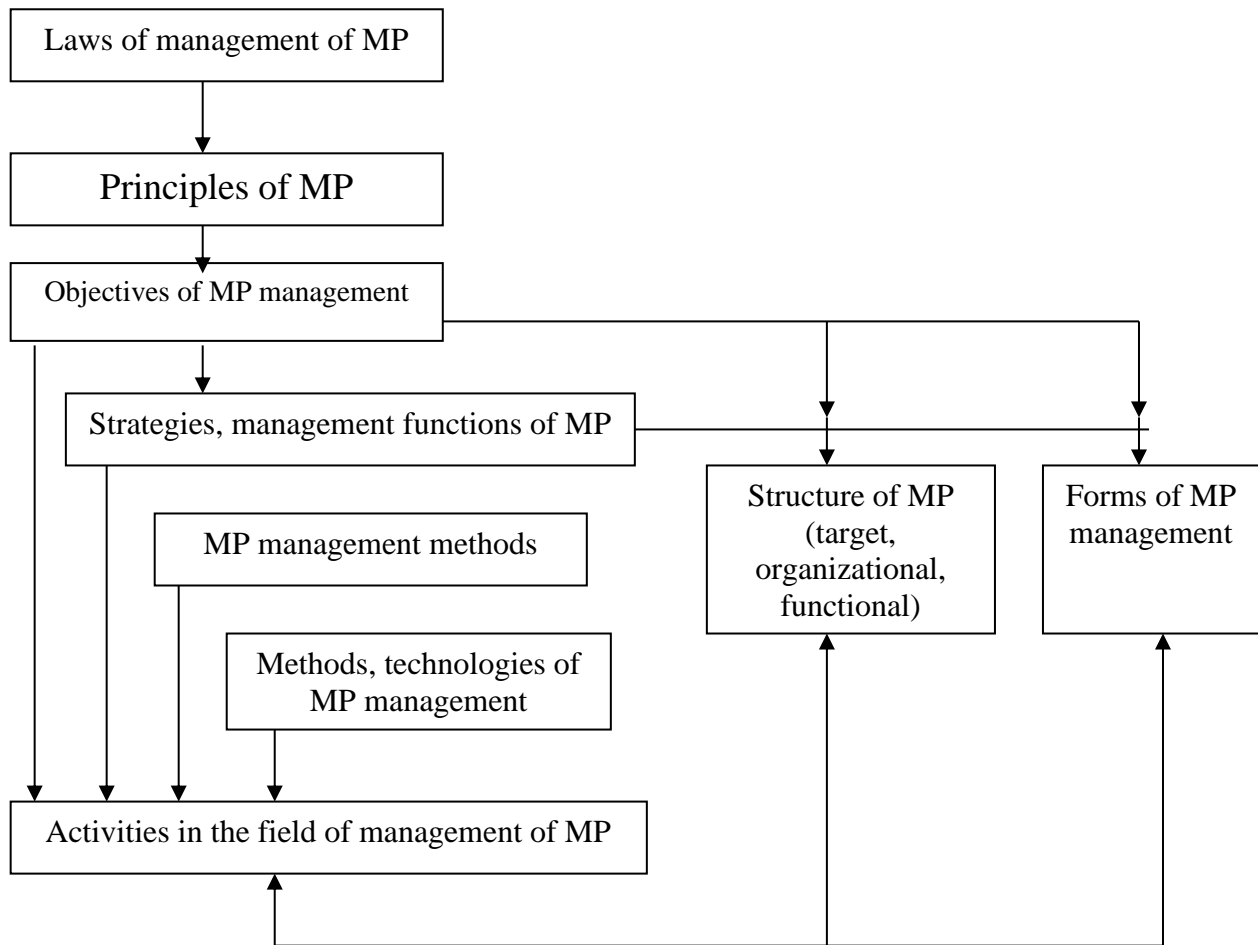 Laws of management of MP
Principles of MP
Objectives of MP management
Strategies, management functions of MP
MP management methods
Methods, technologies of
MP management
Structure of MP
(target,
organizational,
functional)
Forms of MP
management
Activities in the field of management of MP